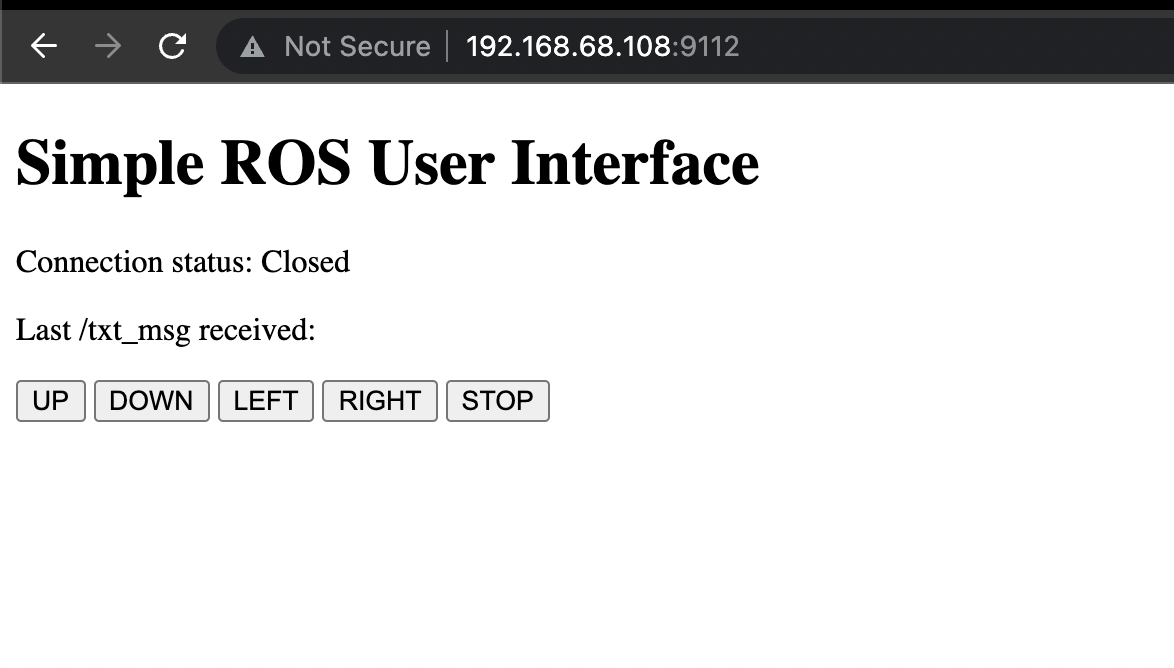 Not Secure | 192.168.68.108:9112
Simple ROS User Interface
Connection status: Closed
Last /txt_msg received:
UP DOWN LEFT RIGHT STOP